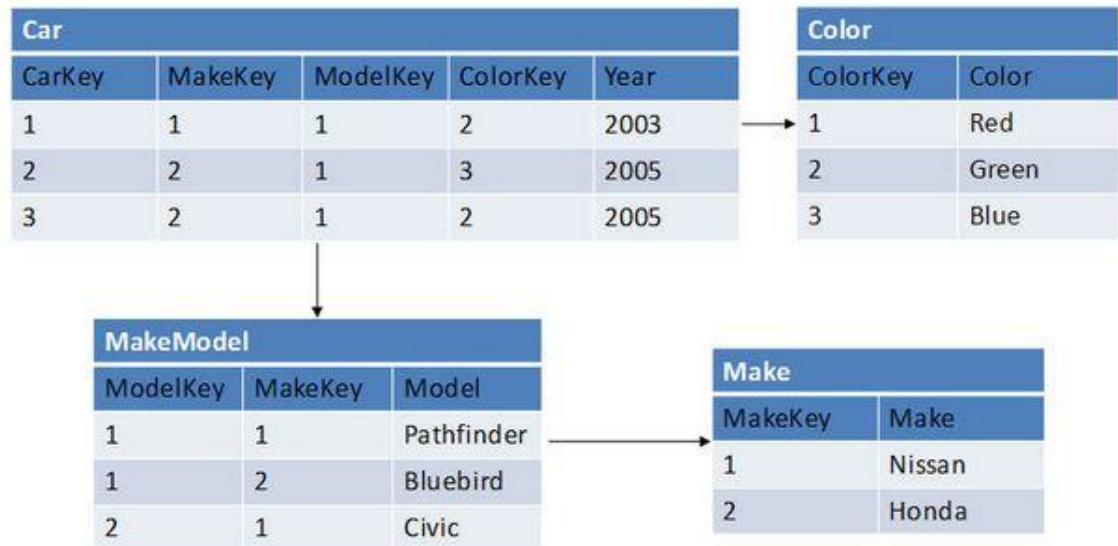 Car
CarKey MakeKey ModelKey ColorKey Year
1 1 1 2 2003
2 2 1 3 2005
3 2 1 2 2005
Color
ColorKey Color
1 Red
2 Green
3 Blue
MakeModel
ModelKey MakeKey Model
1 1 Pathfinder
1 2 Bluebird
2 1 Civic
Make
MakeKey Make
1 Nissan
2 Honda